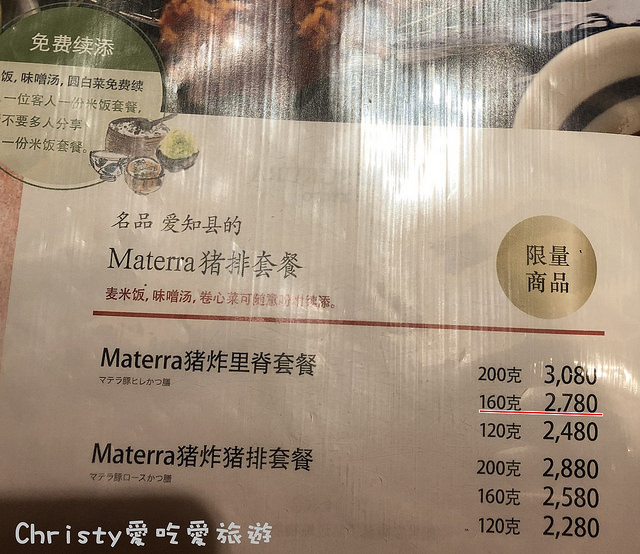 免费续添
饭, 味噌汤, 圆白菜免费续
一位客人一份米饭套餐,
不要多人分享
一份米饭套餐。
名品 爱知县的
Materra猪排套餐
限量
商品
麦米饭, 味噌汤, 卷心菜可随意
Materra猪炸里脊套餐
マテラ豚ヒレかつ膳
200克 3,080
160克 2,780
120克 2,480
Materra猪炸猪排套餐
マテラ豚ロースかつ膳
200克 2,880
160克 2,580
120克 2,280
Christy愛吃愛旅遊